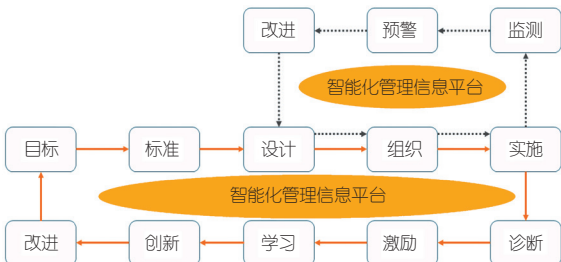 改进
预警
监测
智能化管理信息平台
目标
标准
设计
组织
实施
智能化管理信息平台
改进
创新
学习
激励
诊断